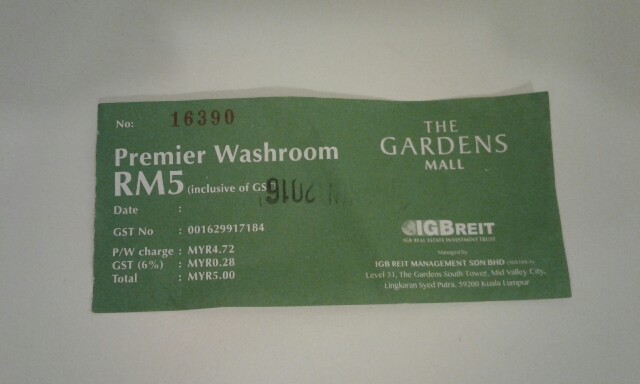 No: 16390
THE
GARDENS
MALL
Premier Washroom
RM5 (inclusive of GST)
2016
Date :
GST No : 001629917184
P/W charge : MYR4.72
GST (6%) : MYR0.28
Total : MYR5.00
IGBREIT
IGB REAL ESTATE INVESTMENT TRUST
Managed by
IGB REIT MANAGEMENT SDN BHD
Level 33, The Gardens South Tower, Mid Valley City,
Lingkaran Syed Putra, 59200 Kuala Lumpur